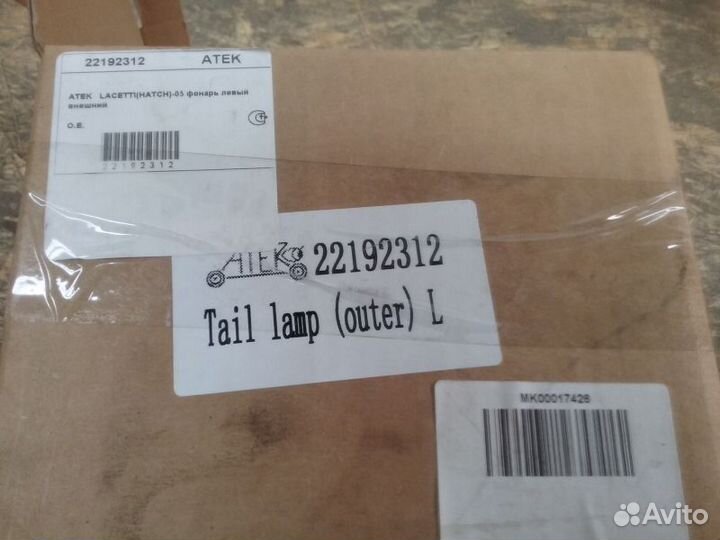 22192312 ATEK
ATEK LACETTI(HATCH)-05 фонарь левый
внешний
О.Е.
22192312
ATEK 22192312
Tail lamp (outer) L
MK00017426
Avito